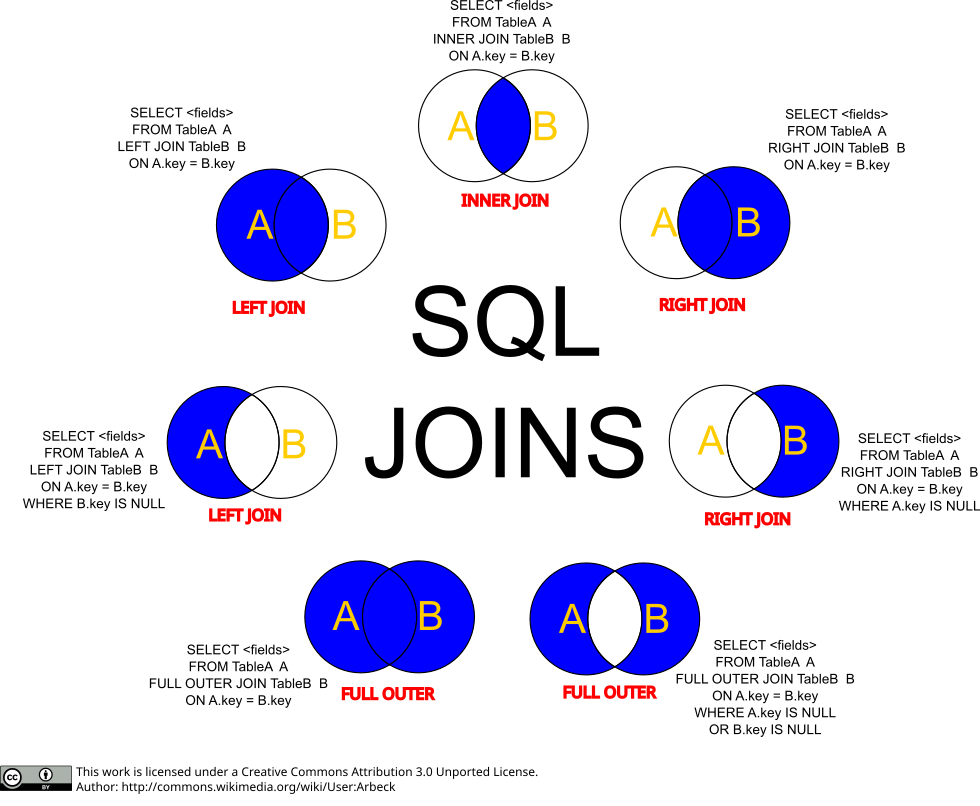 SELECT <fields>
FROM TableA A
INNER JOIN TableB B
ON A.key = B.key
A B
INNER JOIN
SELECT <fields>
FROM TableA A
LEFT JOIN TableB B
ON A.key = B.key
A B
LEFT JOIN
SELECT <fields>
FROM TableA A
RIGHT JOIN TableB B
ON A.key = B.key
A B
RIGHT JOIN
SQL
JOINS
SELECT <fields>
FROM TableA A
LEFT JOIN TableB B
ON A.key = B.key
WHERE B.key IS NULL
A B
LEFT JOIN
A B
RIGHT JOIN
SELECT <fields>
FROM TableA A
RIGHT JOIN TableB B
ON A.key = B.key
WHERE A.key IS NULL
A B
FULL OUTER
SELECT <fields>
FROM TableA A
FULL OUTER JOIN TableB B
ON A.key = B.key
A B
FULL OUTER
SELECT <fields>
FROM TableA A
FULL OUTER JOIN TableB B
ON A.key = B.key
WHERE A.key IS NULL
OR B.key IS NULL
cc BY
This work is licensed under a Creative Commons Attribution 3.0 Unported License.
Author: http://commons.wikimedia.org/wiki/User:Arbeck